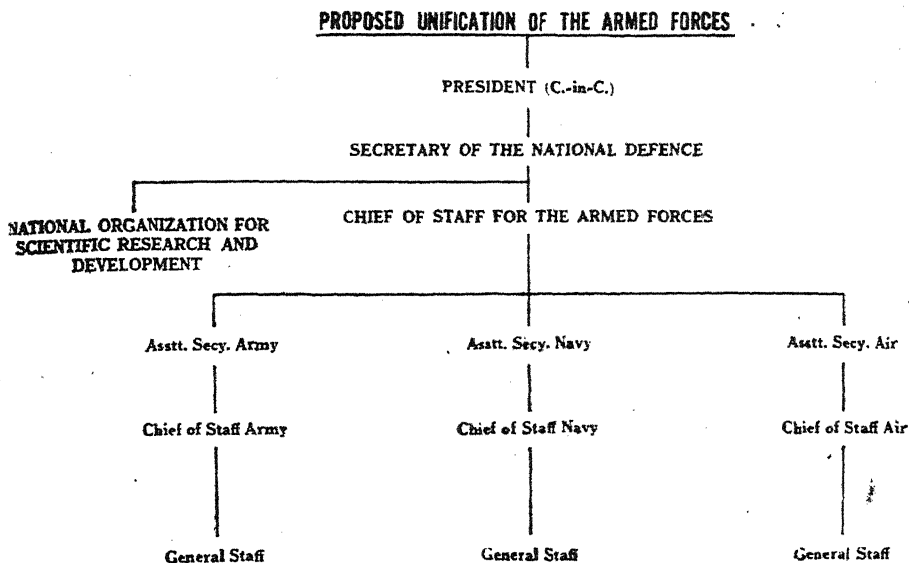 PROPOSED UNIFICATION OF THE ARMED FORCES
PRESIDENT (C.-in-C.)
SECRETARY OF THE NATIONAL DEFENCE
NATIONAL ORGANIZATION FOR
SCIENTIFIC RESEARCH AND
DEVELOPMENT
CHIEF OF STAFF FOR THE ARMED FORCES
Asstt. Secy. Army
Asstt. Secy. Navy
Asstt. Secy. Air
Chief of Staff Army
Chief of Staff Navy
Chief of Staff Air
General Staff
General Staff
General Staff